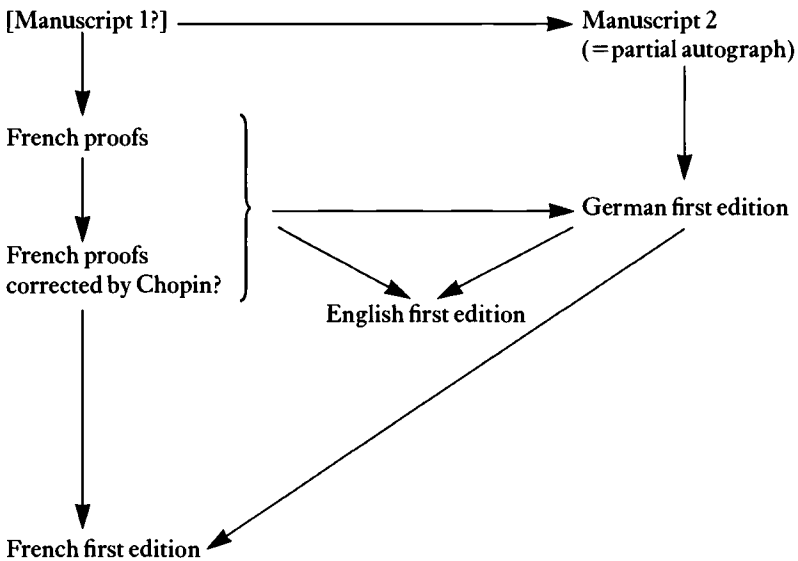 [Manuscript 1?]
Manuscript 2
(=partial autograph)
French proofs
German first edition
French proofs
corrected by Chopin?
English first edition
French first edition